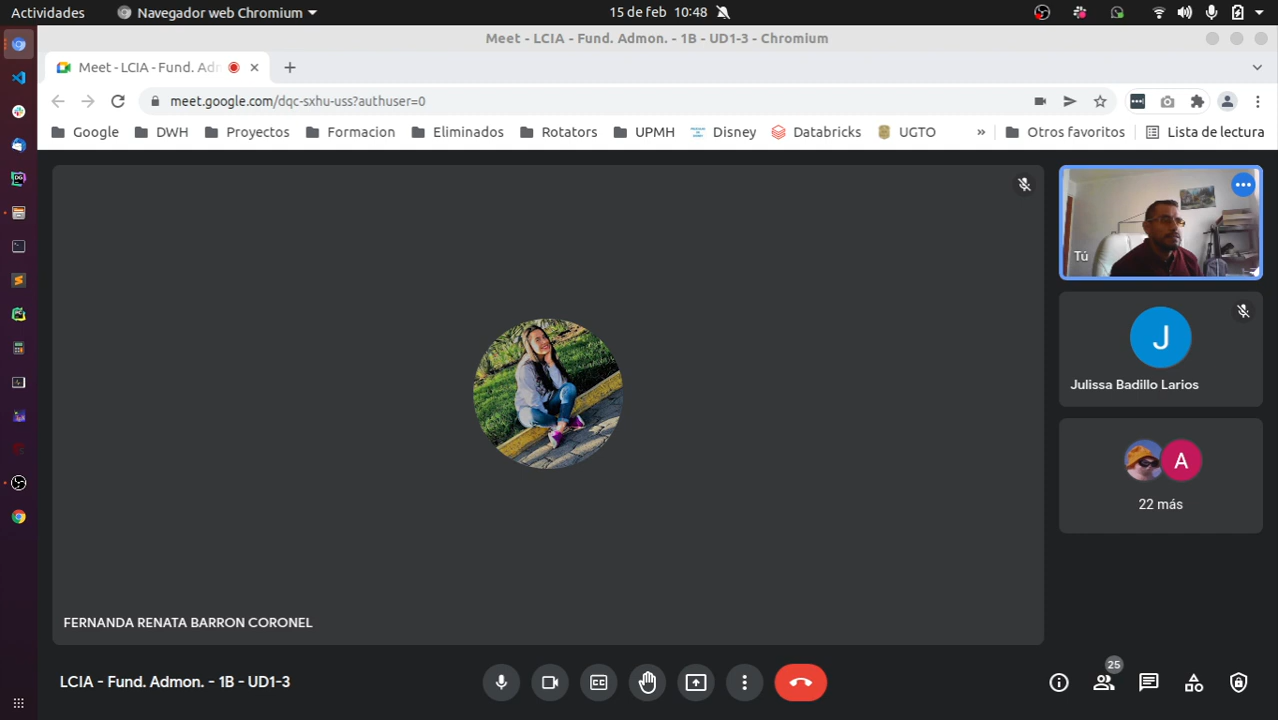 Actividades
Navegador web Chromium
15 de feb 10:48
Meet - LCIA - Fund. Admon. - 1B - UD1-3 - Chromium
Meet - LCIA - Fund. Adm
meet.google.com/dqc-sxhu-uss?authuser=0
Google
DWH
Proyectos
Formacion
Eliminados
Rotators
UPMH
Disney
Databricks
UGTO
»
Otros favoritos
Lista de lectura
Tú
J
Julissa Badillo Larios
A
22 más
FERNANDA RENATA BARRON CORONEL
LCIA - Fund. Admon. - 1B - UD1-3
25